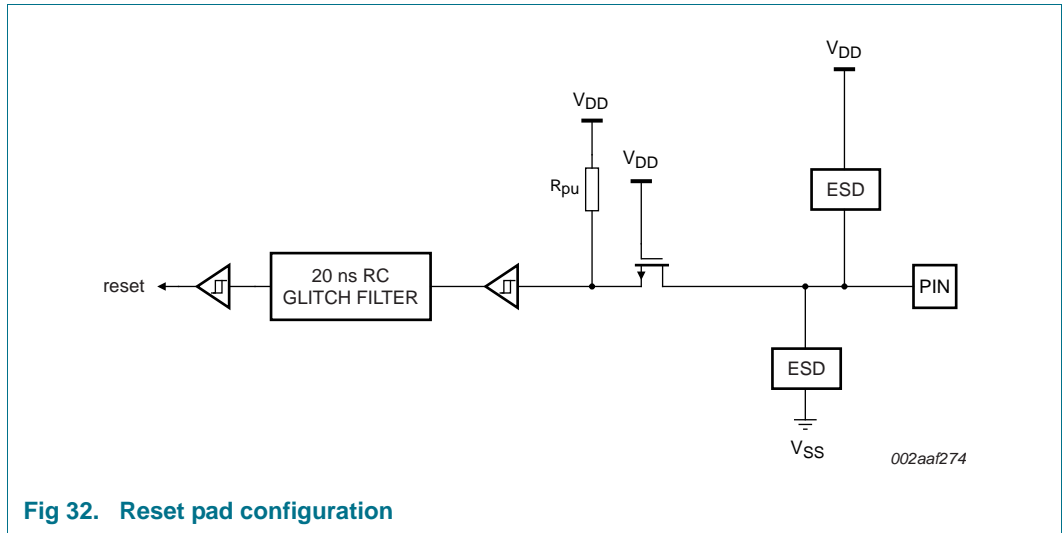 VDD
VDD
VDD
Rpu
ESD
reset
20 ns RC
GLITCH FILTER
PIN
ESD
VSS
002aaf274
Fig 32. Reset pad configuration